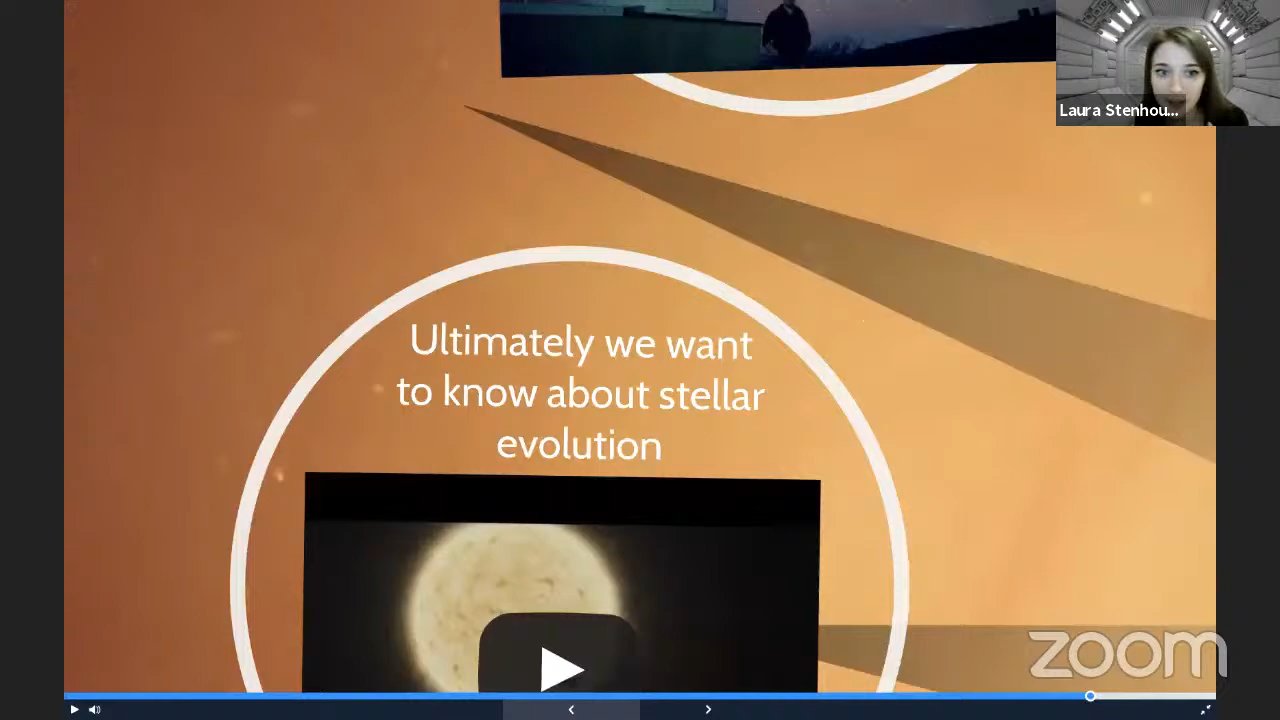 Laura Stenhou...
Ultimately we want
to know about stellar
evolution
zoom